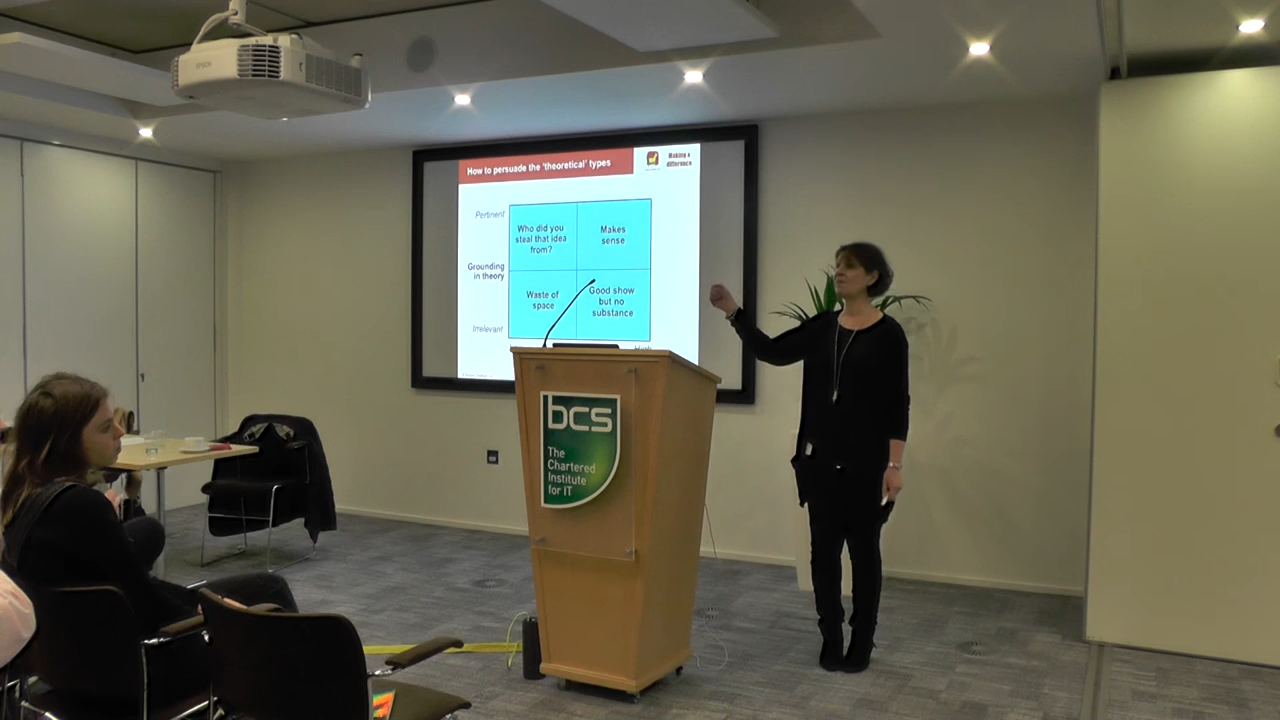 EPSON
How to persuade the 'theoretical' types
Making a
difference
Pertinent
Who did you
steal that idea
from?
Makes
sense
Grounding
in theory
Waste of
space
Good show
but no
substance
Irrelevant
bcs
The
Chartered
Institute
for IT